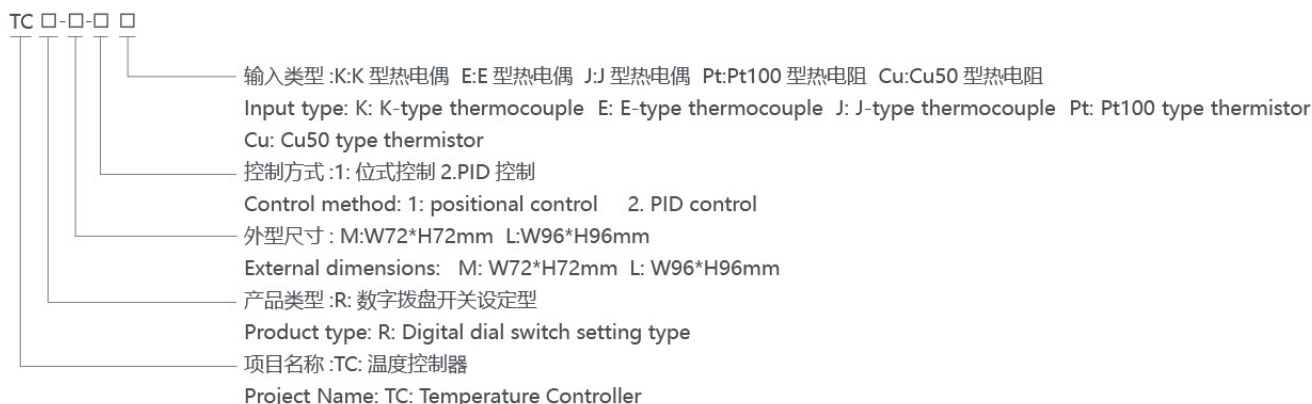 TC □-□-□ □
输入类型 :K:K 型热电偶 E:E 型热电偶 J:J 型热电偶 Pt:Pt100 型热电阻 Cu:Cu50 型热电阻
Input type: K: K-type thermocouple E: E-type thermocouple J: J-type thermocouple Pt: Pt100 type thermistor
Cu: Cu50 type thermistor
控制方式 :1: 位式控制 2.PID 控制
Control method: 1: positional control 2. PID control
外型尺寸 : M:W72*H72mm L:W96*H96mm
External dimensions: M: W72*H72mm L: W96*H96mm
产品类型 :R: 数字拨盘开关设定型
Product type: R: Digital dial switch setting type
项目名称 :TC: 温度控制器
Project Name: TC: Temperature Controller